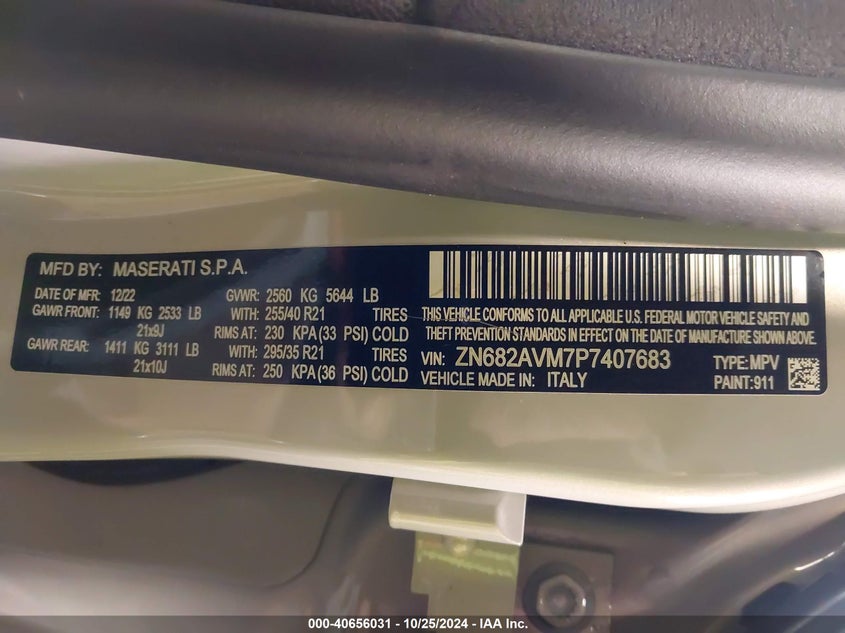 MFD BY: MASERATI S.P.A.
DATE OF MFR: 12/22 GVWR: 2560 KG 5644 LB
GAWR FRONT: 1149 KG 2533 LB WITH: 255/40 R21 TIRES
21x9J RIMS AT: 230 KPA (33 PSI) COLD
GAWR REAR: 1411 KG 3111 LB WITH: 295/35 R21 TIRES
21x10J RIMS AT: 250 KPA (36 PSI) COLD
THIS VEHICLE CONFORMS TO ALL APPLICABLE U.S. FEDERAL MOTOR VEHICLE SAFETY AND
THEFT PREVENTION STANDARDS IN EFFECT ON THE DATE OF MANUFACTURE SHOWN ABOVE.
VIN: ZN682AVM7P7407683 TYPE: MPV
VEHICLE MADE IN: ITALY PAINT: 911
000-40656031 - 10/25/2024 - IAA Inc.